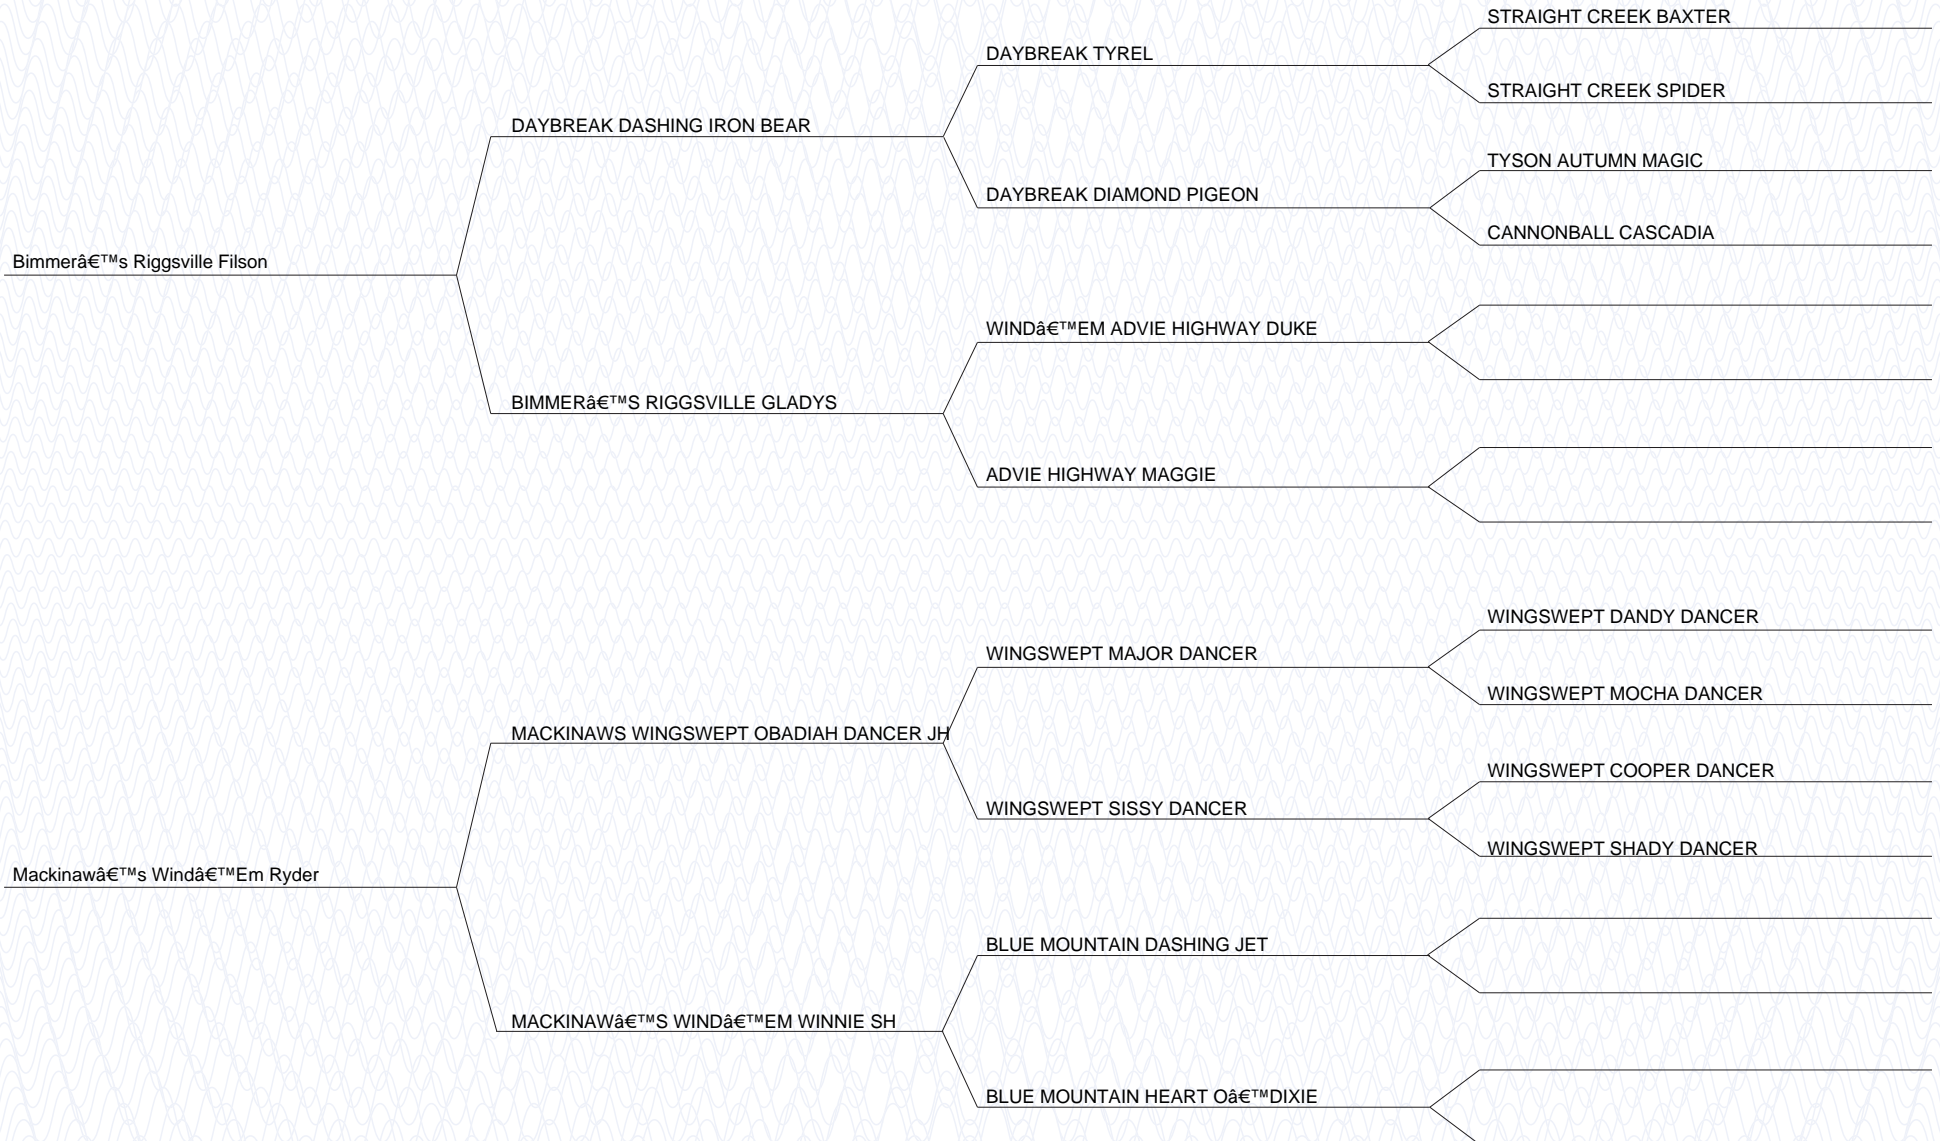 STRAIGHT CREEK BAXTER
DAYBREAK TYREL
STRAIGHT CREEK SPIDER
DAYBREAK DASHING IRON BEAR
TYSON AUTUMN MAGIC
DAYBREAK DIAMOND PIGEON
CANNONBALL CASCADIA
Bimmerâ€™s Riggsville Filson
WINDâ€™EM ADVIE HIGHWAY DUKE
BIMMERâ€™S RIGGSVILLE GLADYS
ADVIE HIGHWAY MAGGIE
WINGSWEPT DANDY DANCER
WINGSWEPT MAJOR DANCER
WINGSWEPT MOCHA DANCER
MACKINAWS WINGSWEPT OBADIAH DANCER JH
WINGSWEPT COOPER DANCER
WINGSWEPT SISSY DANCER
WINGSWEPT SHADY DANCER
Mackinawâ€™s Windâ€™Em Ryder
BLUE MOUNTAIN DASHING JET
MACKINAWâ€™S WINDâ€™EM WINNIE SH
BLUE MOUNTAIN HEART Oâ€™DIXIE